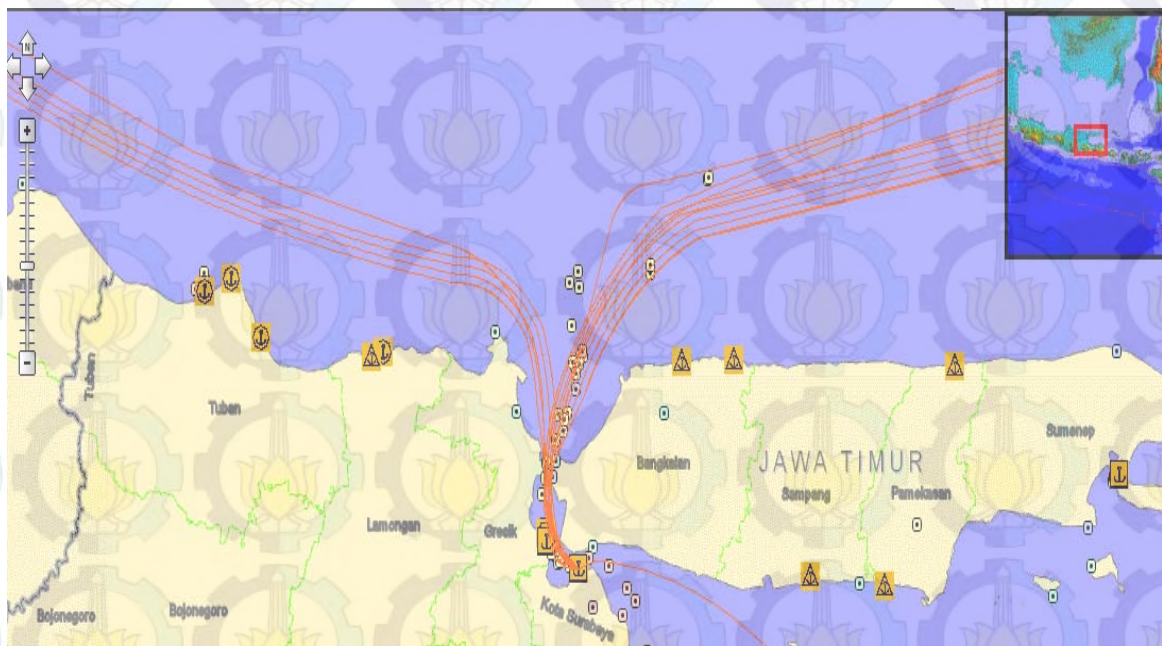 N
+
Tuban
Tuban
Lamongan
Gresik
Bangkalan
JAWA TIMUR
Sampang
Pamekasan
Sumenep
Bojonegoro
Bojonegoro
Kota Surabaya
-